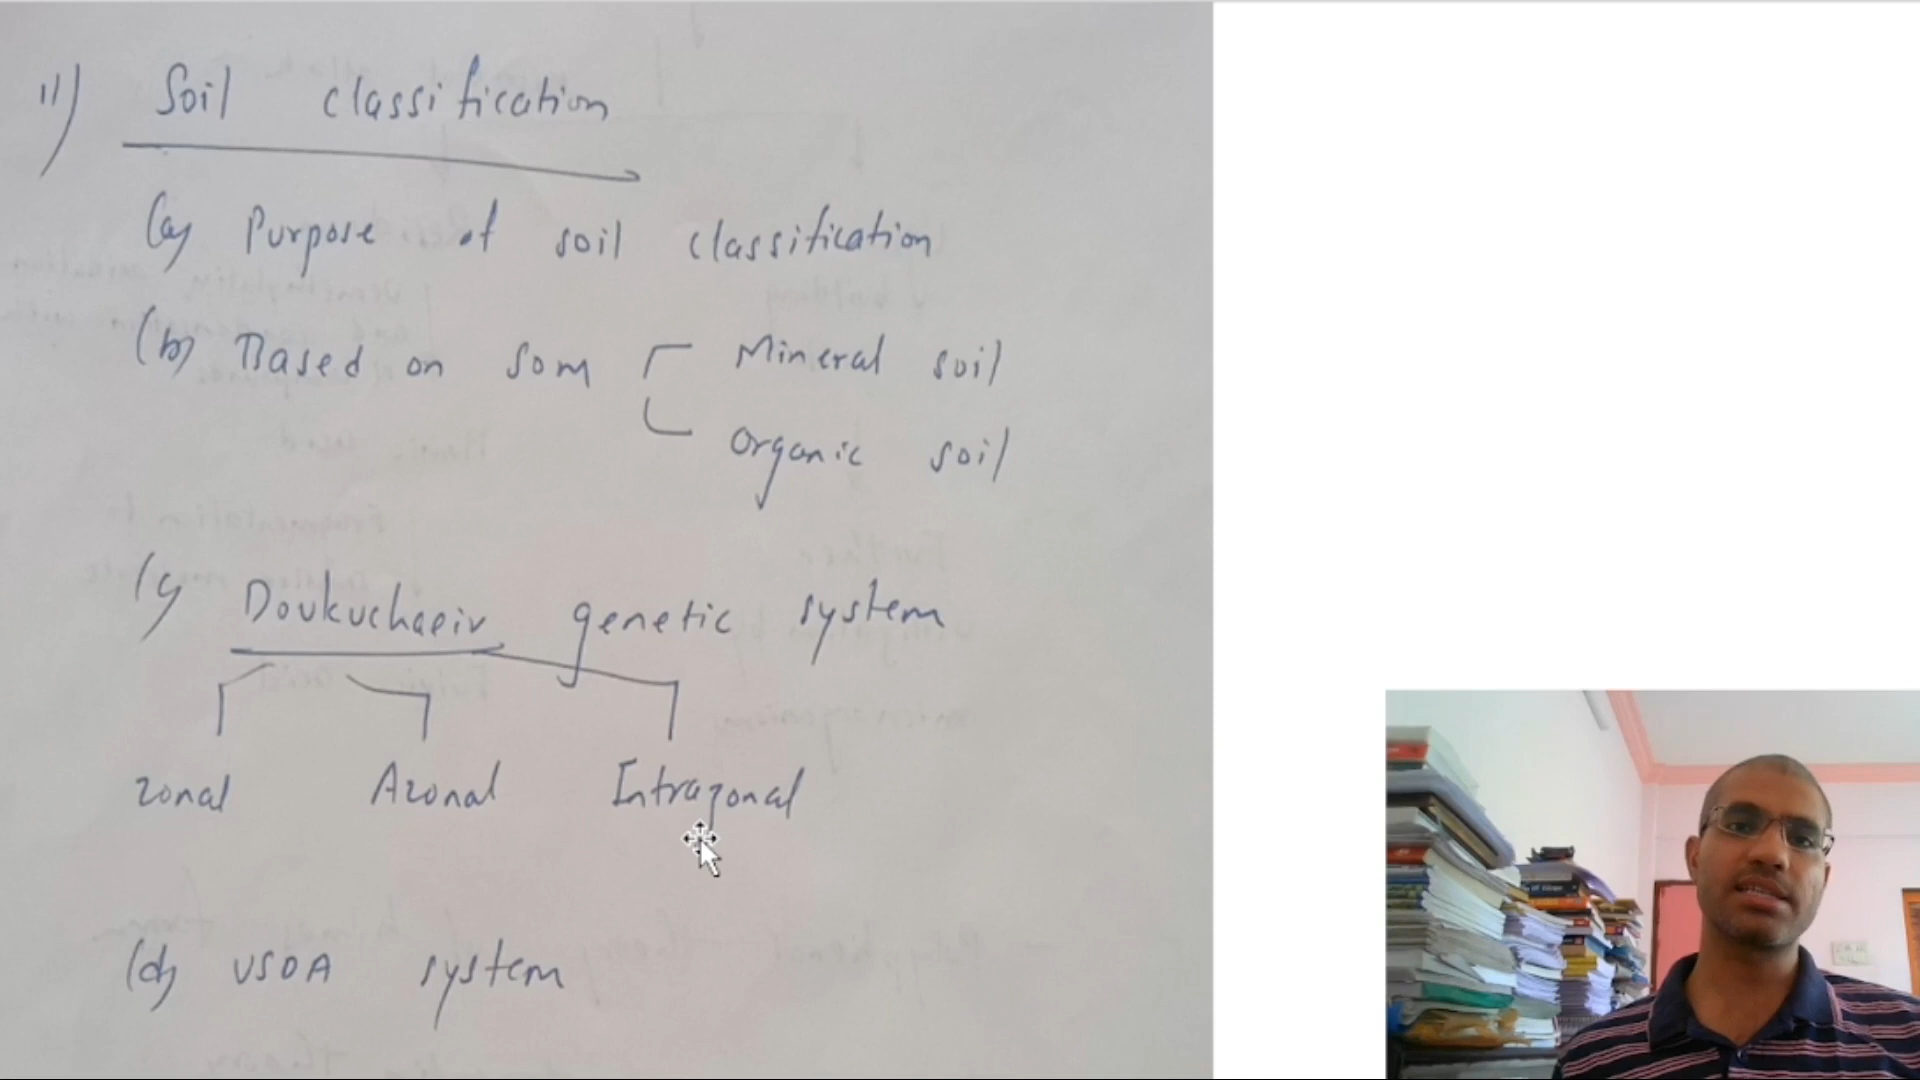 11) Soil classification
(a) Purpose of soil classification
(b) Based on SOM Mineral soil
Organic soil
(c) Doukuchaeiv genetic system
Zonal Azonal Intrazonal
(d) USDA system